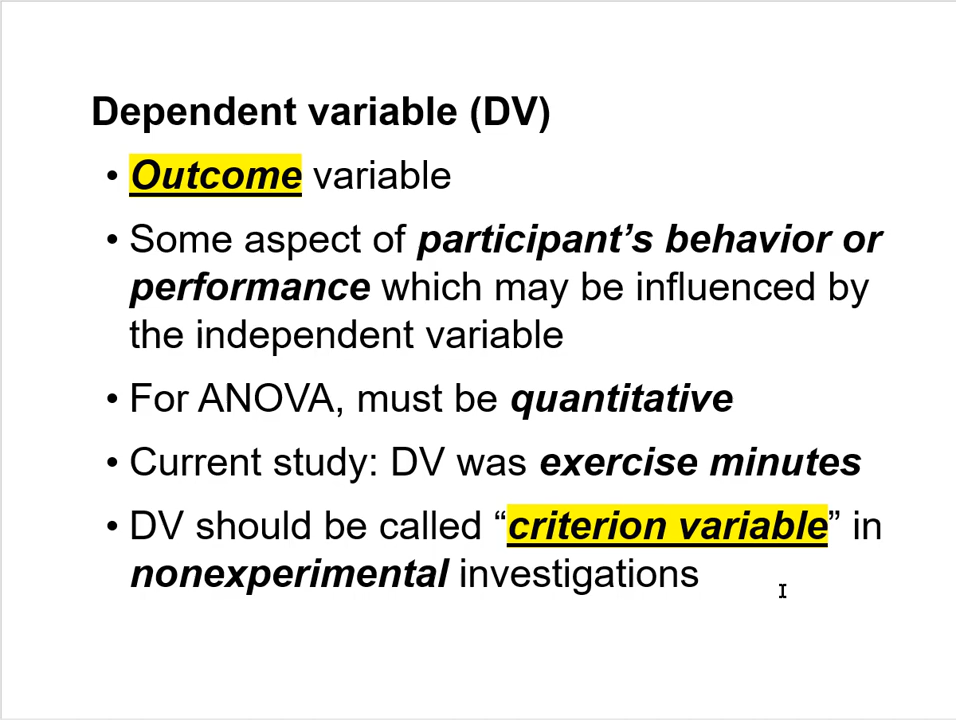 Dependent variable (DV)
• Outcome variable
• Some aspect of participant’s behavior or
performance which may be influenced by
the independent variable
• For ANOVA, must be quantitative
• Current study: DV was exercise minutes
• DV should be called “criterion variable” in
nonexperimental investigations